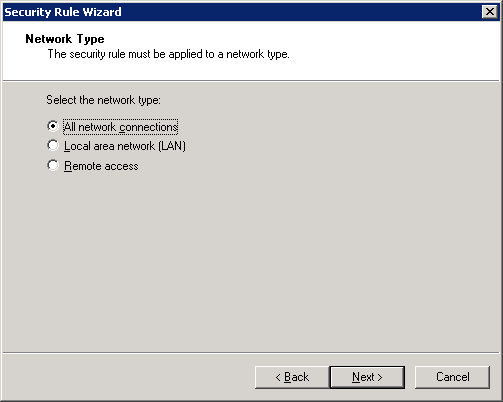 Security Rule Wizard
Network Type
The security rule must be applied to a network type.
Select the network type:
All network connections
Local area network (LAN)
Remote access
< Back
Next >
Cancel